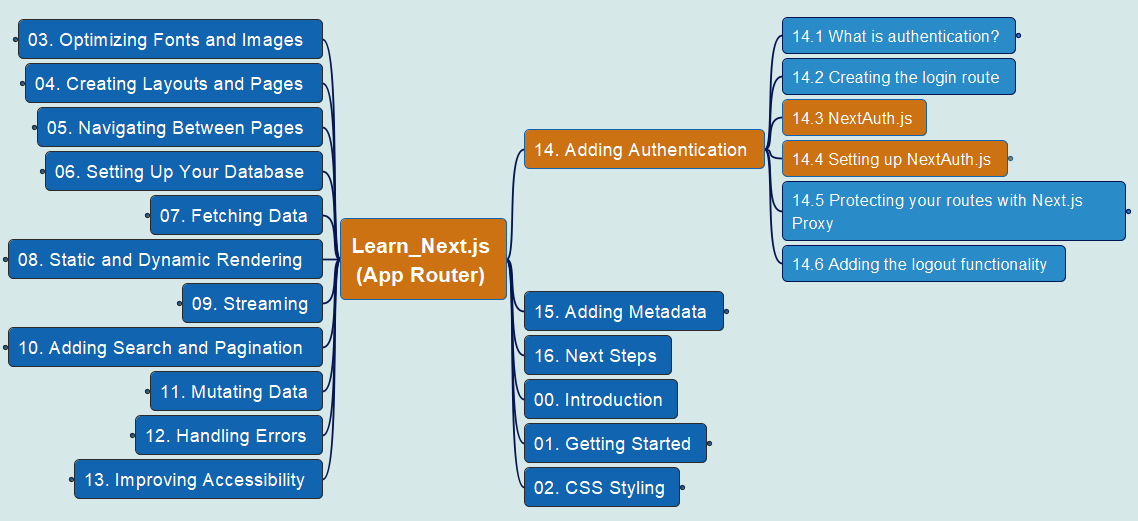 03. Optimizing Fonts and Images
04. Creating Layouts and Pages
05. Navigating Between Pages
06. Setting Up Your Database
07. Fetching Data
08. Static and Dynamic Rendering
09. Streaming
10. Adding Search and Pagination
11. Mutating Data
12. Handling Errors
13. Improving Accessibility
Learn_Next.js
(App Router)
14. Adding Authentication
14.1 What is authentication?
14.2 Creating the login route
14.3 NextAuth.js
14.4 Setting up NextAuth.js
14.5 Protecting your routes with Next.js
Proxy
14.6 Adding the logout functionality
15. Adding Metadata
16. Next Steps
00. Introduction
01. Getting Started
02. CSS Styling